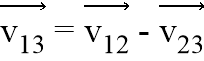 v₁₃ = v₁₂ - v₂₃